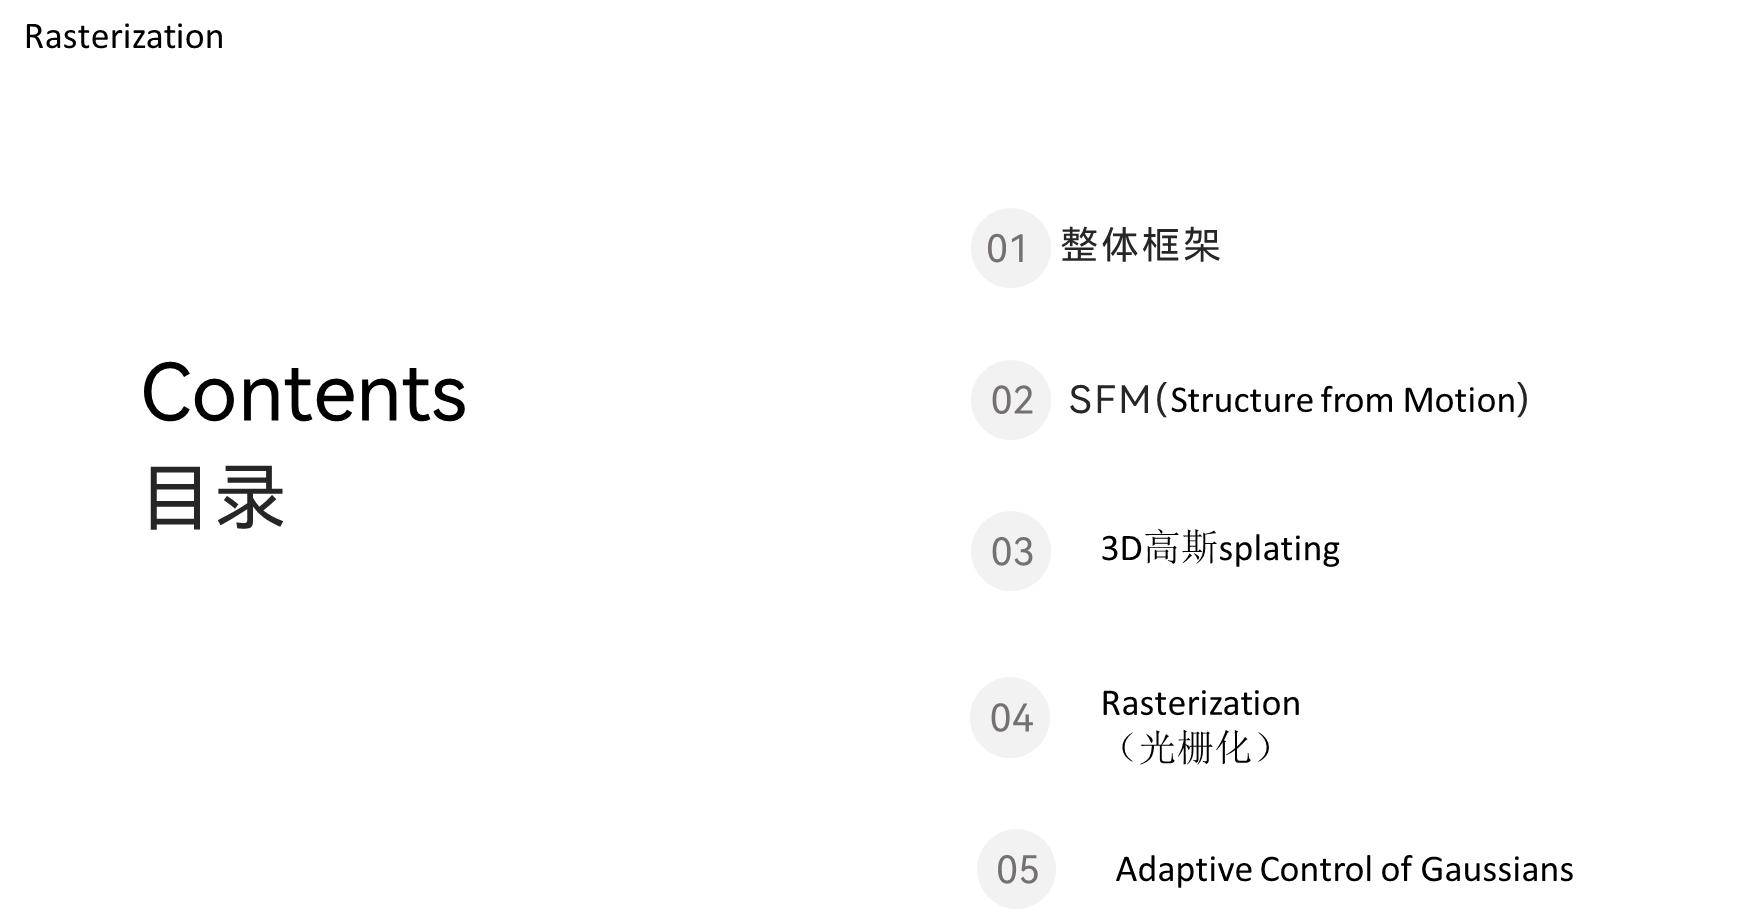 Rasterization
Contents
目录
01 整体框架
02 SFM(Structure from Motion)
03 3D高斯splating
04 Rasterization
（光栅化）
05 Adaptive Control of Gaussians